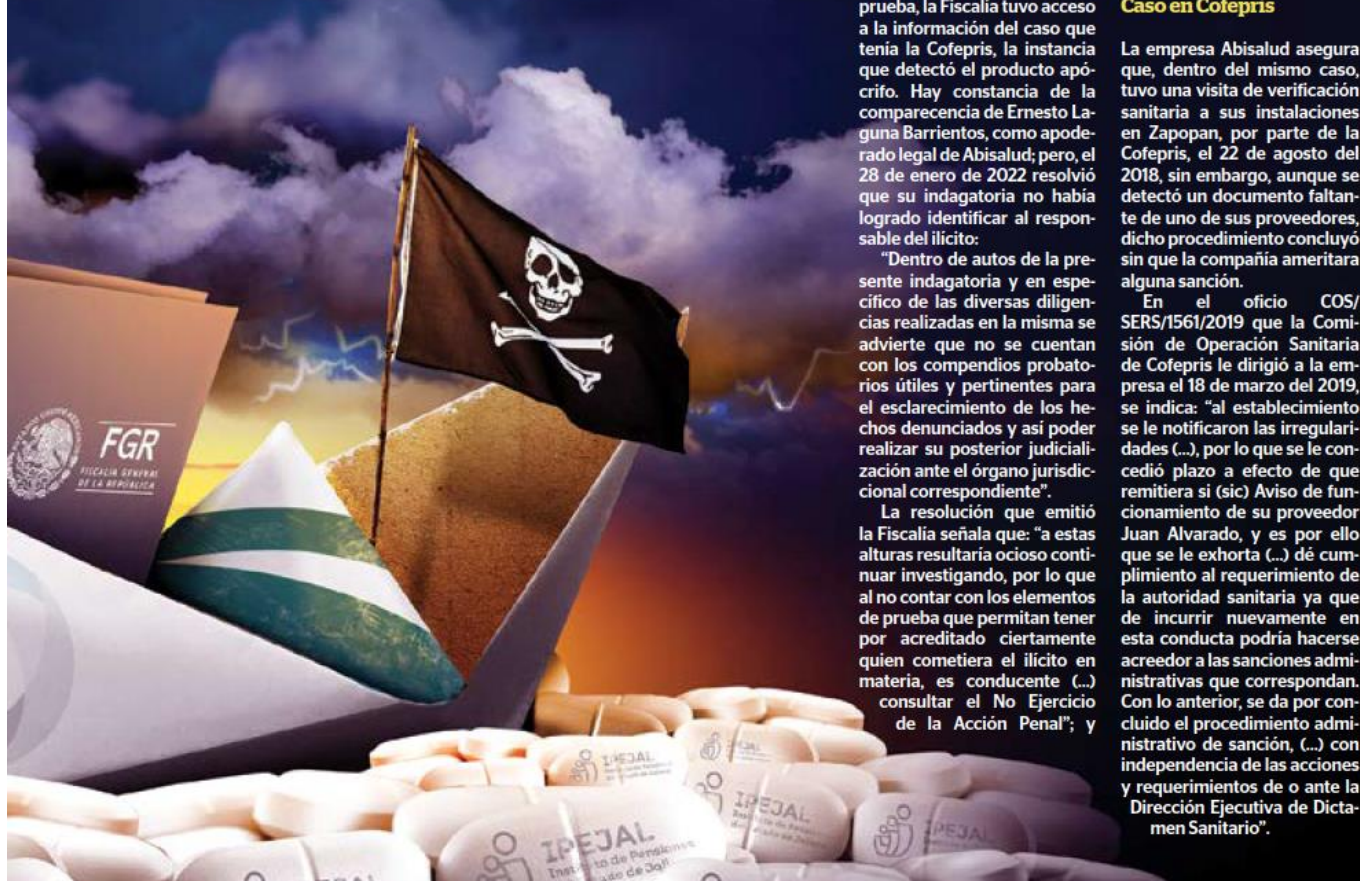 prueba, la Fiscalía tuvo acceso
a la información del caso que
tenía la Cofepris, la instancia
que detectó el producto apó-
crifo. Hay constancia de la
comparecencia de Ernesto La-
guna Barrientos, como apode-
rado legal de Abisalud; pero, el
28 de enero de 2022 resolvió
que su indagatoria no había
logrado identificar al respon-
sable del ilícito:
"Dentro de autos de la pre-
sente indagatoria y en espe-
cífico de las diversas diligen-
cias realizadas en la misma se
advierte que no se cuentan
con los compendios probato-
rios útiles y pertinentes para
el esclarecimiento de los he-
chos denunciados y así poder
realizar su posterior judiciali-
zación ante el órgano jurisdic-
cional correspondiente".
La resolución que emitió
la Fiscalía señala que: "a estas
alturas resultaría ocioso conti-
nuar investigando, por lo que
al no contar con los elementos
de prueba que permitan tener
por acreditado ciertamente
quien cometiera el ilícito en
materia, es conducente (...)
consultar el No Ejercicio
de la Acción Penal"; y
Caso en Cofepris
La empresa Abisalud asegura
que, dentro del mismo caso,
tuvo una visita de verificación
sanitaria a sus instalaciones
en Zapopan, por parte de la
Cofepris, el 22 de agosto del
2018, sin embargo, aunque se
detectó un documento faltan-
te de uno de sus proveedores,
dicho procedimiento concluyó
sin que la compañía ameritara
alguna sanción.
En el oficio COS/
SERS/1561/2019 que la Comi-
sión de Operación Sanitaria
de Cofepris le dirigió a la em-
presa el 18 de marzo del 2019,
se indica: "al establecimiento
se le notificaron las irregulari-
dades (...), por lo que se le con-
cedió plazo a efecto de que
remitiera si (sic) Aviso de fun-
cionamiento de su proveedor
Juan Alvarado, y es por ello
que se le exhorta (...) dé cum-
plimiento al requerimiento de
la autoridad sanitaria ya que
de incurrir nuevamente en
esta conducta podría hacerse
acreedor a las sanciones admi-
nistrativas que correspondan.
Con lo anterior, se da por con-
cluido el procedimiento admi-
nistrativo de sanción, (...) con
independencia de las acciones
y requerimientos de o ante la
Dirección Ejecutiva de Dicta-
men Sanitario".
FGR
FISCALÍA GENERAL
DE LA REPÚBLICA
IPEJAL
IPEJAL
IPEJAL
Instituto de Pensiones